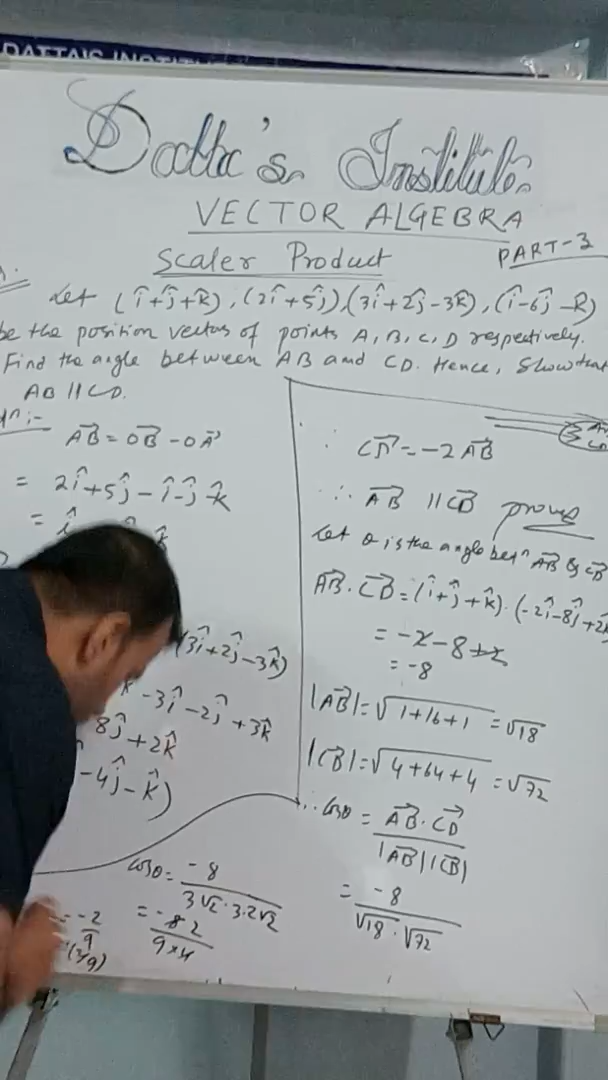 DATTA'S INSTIT
Datta's Institute
VECTOR ALGEBRA
PART-3
Scaler Product
Let (î+ĵ+k̂), (2î+5ĵ), (3î+2ĵ-3k̂), (î-6ĵ-k̂)
be the position vectors of points A, B, C, D respectively.
Find the angle between AB and CD. Hence, Show that
AB || CD.
AB⃗ = OB⃗ - OA⃗
= 2î+5ĵ-î-ĵ-k̂
= î
(3î+2ĵ-3k̂)
-3î-2ĵ+3k̂
8ĵ+2k̂
-4ĵ-k̂)
∴ CD⃗ = -2AB⃗
∴ AB⃗ || CD⃗ proved
Let θ is the angle betⁿ AB⃗ & CD⃗
AB⃗. CD⃗ = (î+ĵ+k̂). (-2î-8ĵ+2k̂
= -2-8+2
= -8
|AB⃗| = √1+16+1 = √18
|CD⃗| = √4+64+4 = √72
∴ cosθ = AB⃗. CD⃗ / |AB⃗||CD⃗|
= -8 / √18 . √72
cosθ = -8 / 3√2 . 3.2√2
= -8 2 / 9×4
= -2 / 9
(2/9)